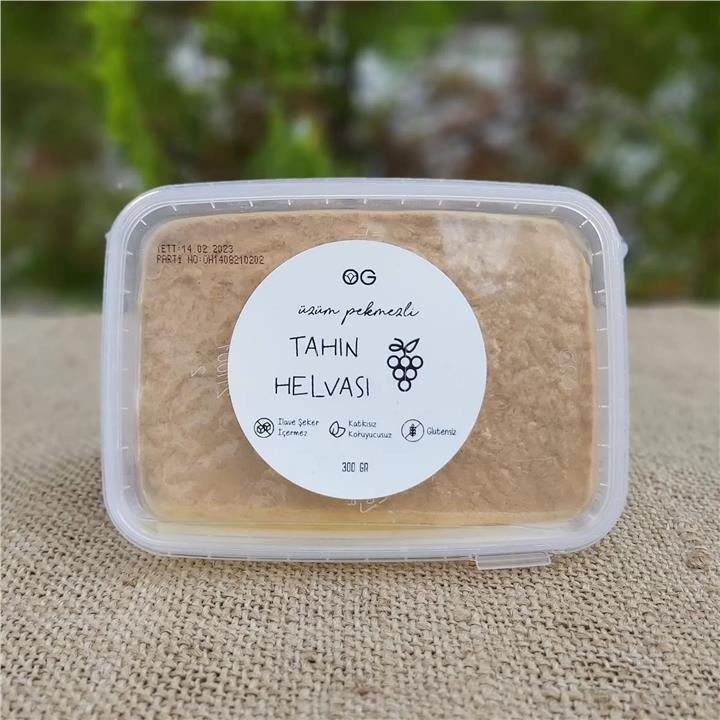 TETT:14.02.2023
PARTİ NO:OH1408210202
OG
üzüm pekmezli
TAHIN
HELVASI
İlave Şeker
İçermez
Katkısız
Koruyucusuz
Glutensiz
300 GR